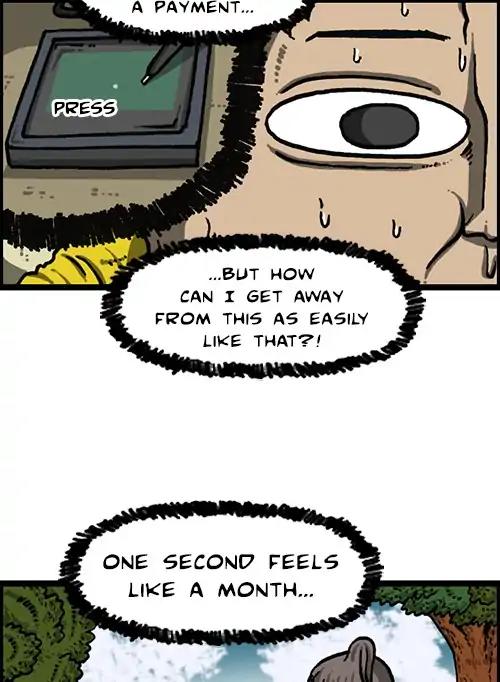 A PAYMENT...
PRESS
...BUT HOW
CAN I GET AWAY
FROM THIS AS EASILY
LIKE THAT?!
ONE SECOND FEELS
LIKE A MONTH...